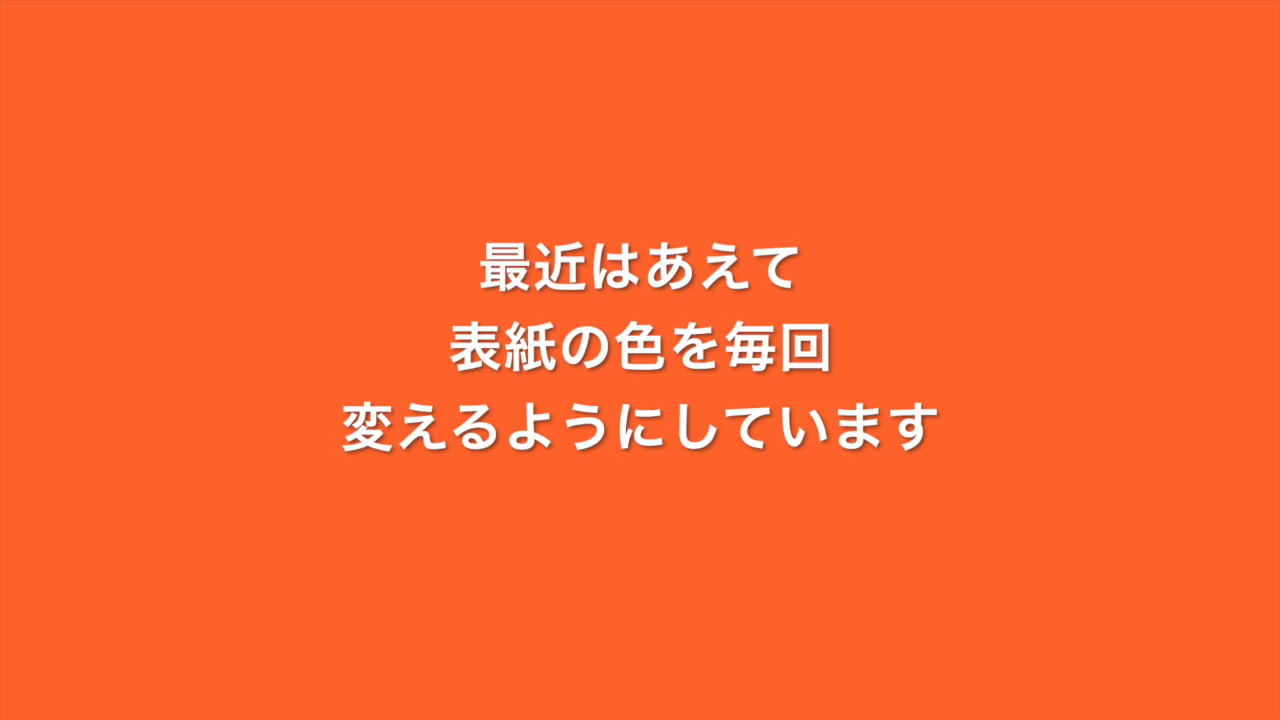 最近はあえて
表紙の色を毎回
変えるようにしています